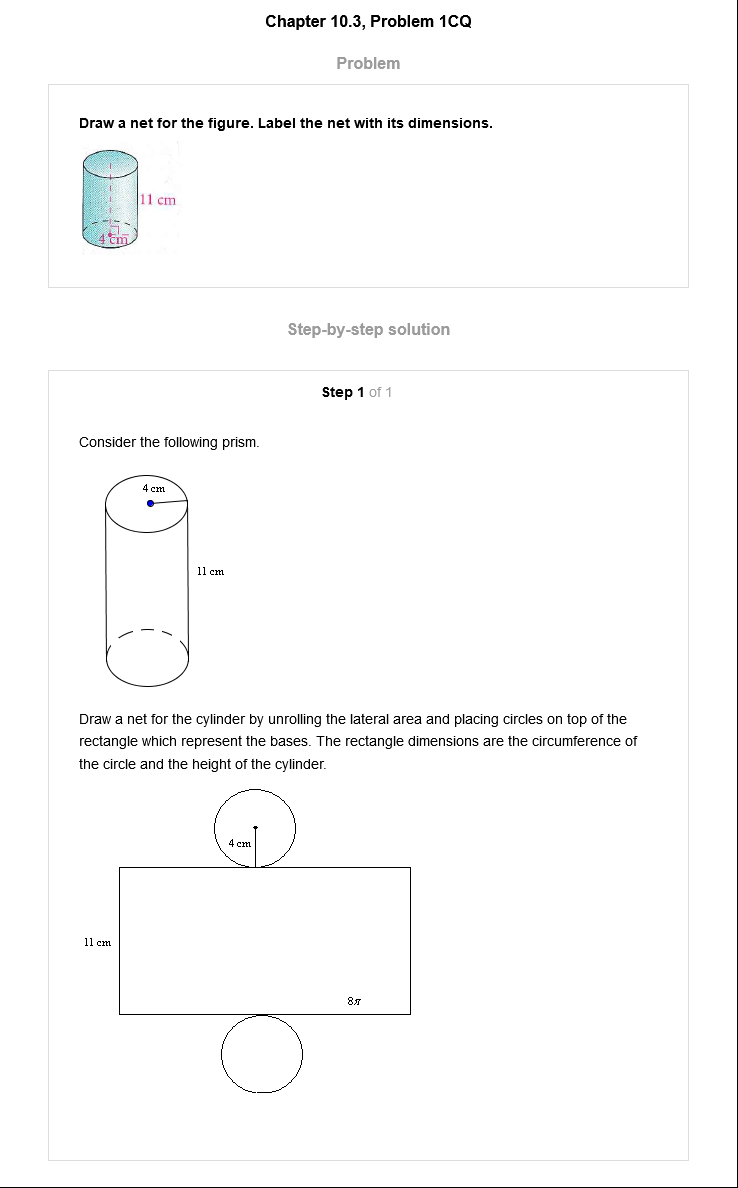 Chapter 10.3, Problem 1CQ
Problem
Draw a net for the figure. Label the net with its dimensions.
11 cm
4 cm
Step-by-step solution
Step 1 of 1
Consider the following prism.
4 cm
11 cm
Draw a net for the cylinder by unrolling the lateral area and placing circles on top of the
rectangle which represent the bases. The rectangle dimensions are the circumference of
the circle and the height of the cylinder.
4 cm
11 cm
8π